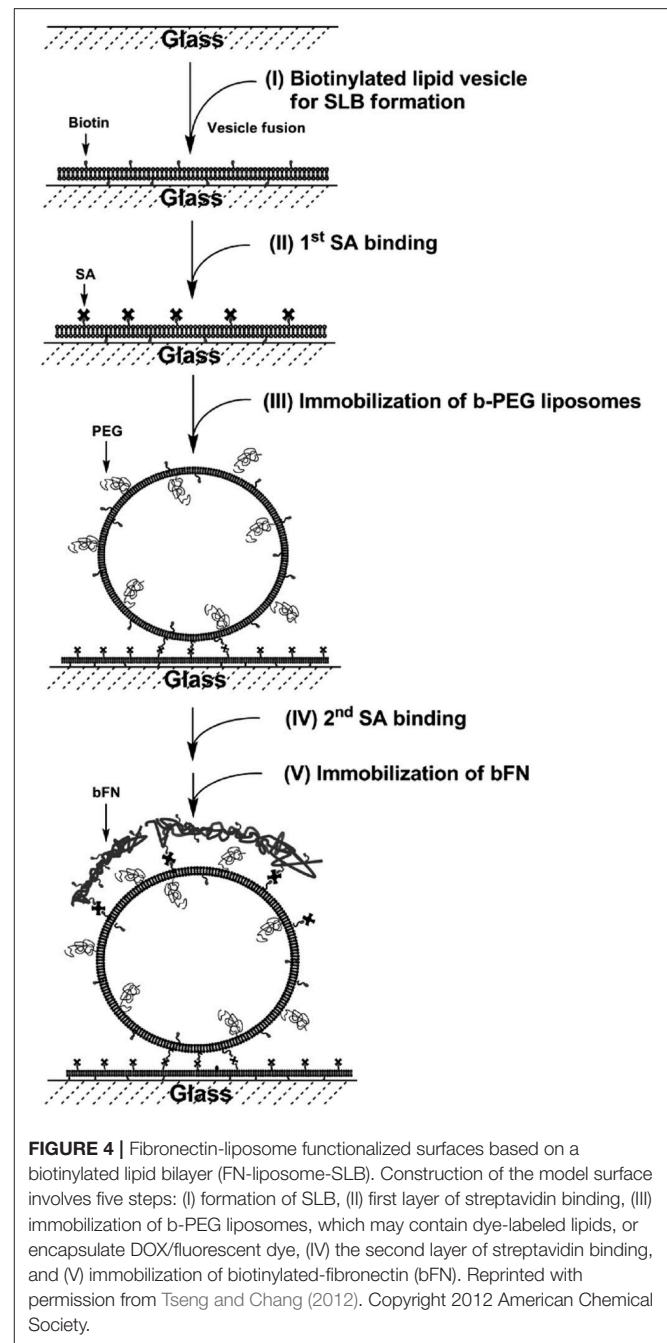 Glass
(I) Biotinylated lipid vesicle
for SLB formation
Biotin
Vesicle fusion
Glass
(II) 1st SA binding
SA
Glass
(III) Immobilization of b-PEG liposomes
PEG
Glass
(IV) 2nd SA binding
(V) Immobilization of bFN
bFN
Glass
FIGURE 4 | Fibronectin-liposome functionalized surfaces based on a
biotinylated lipid bilayer (FN-liposome-SLB). Construction of the model surface
involves five steps: (I) formation of SLB, (II) first layer of streptavidin binding, (III)
immobilization of b-PEG liposomes, which may contain dye-labeled lipids, or
encapsulate DOX/fluorescent dye, (IV) the second layer of streptavidin binding,
and (V) immobilization of biotinylated-fibronectin (bFN). Reprinted with
permission from Tseng and Chang (2012). Copyright 2012 American Chemical
Society.